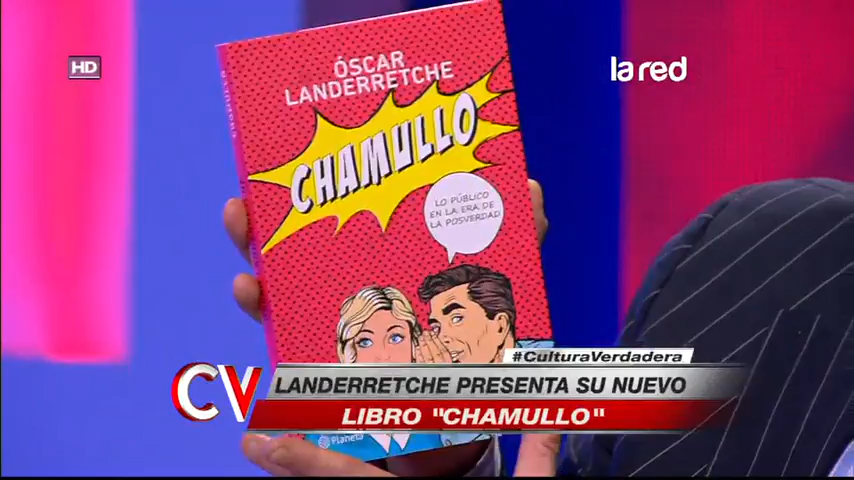 HD
la red
ÓSCAR
LANDERRETCHE
CHAMULLO
LO PÚBLICO
EN LA ERA DE
LA POSVERDAD
#CulturaVerdadera
CV
LANDERRETCHE PRESENTA SU NUEVO
LIBRO "CHAMULLO"
Planeta